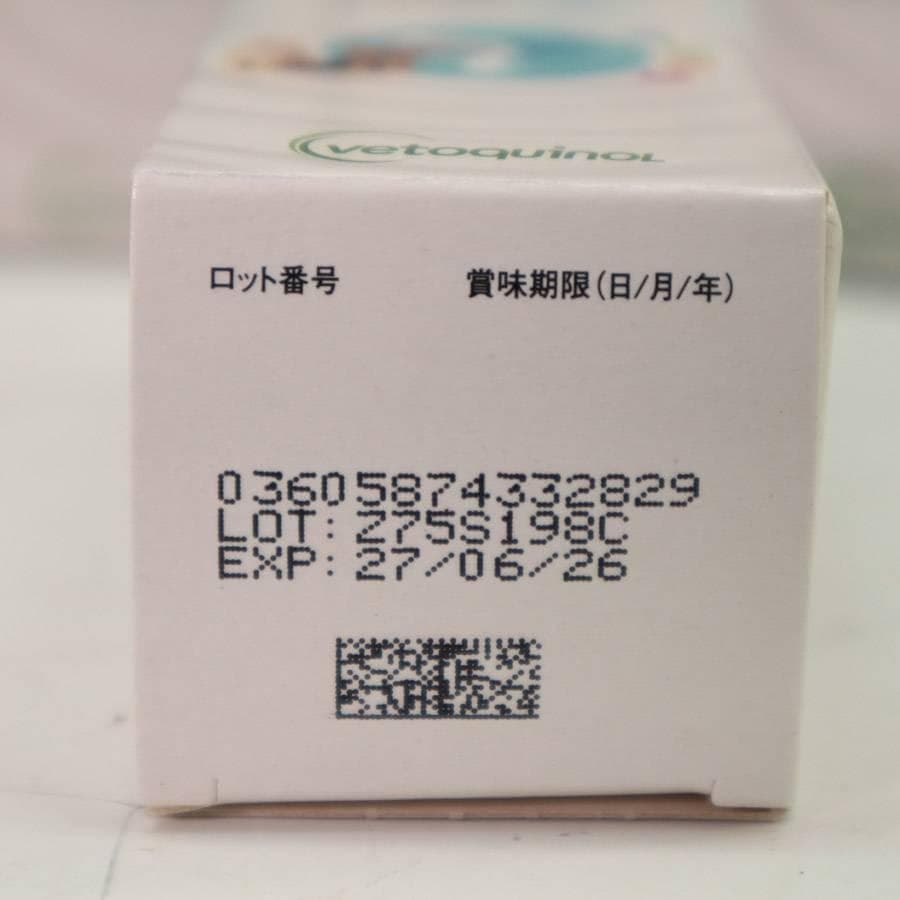 vetoquinol
ロット番号 賞味期限(日/月/年)
03605874332829
LOT: 275S198C
EXP: 27/06/26